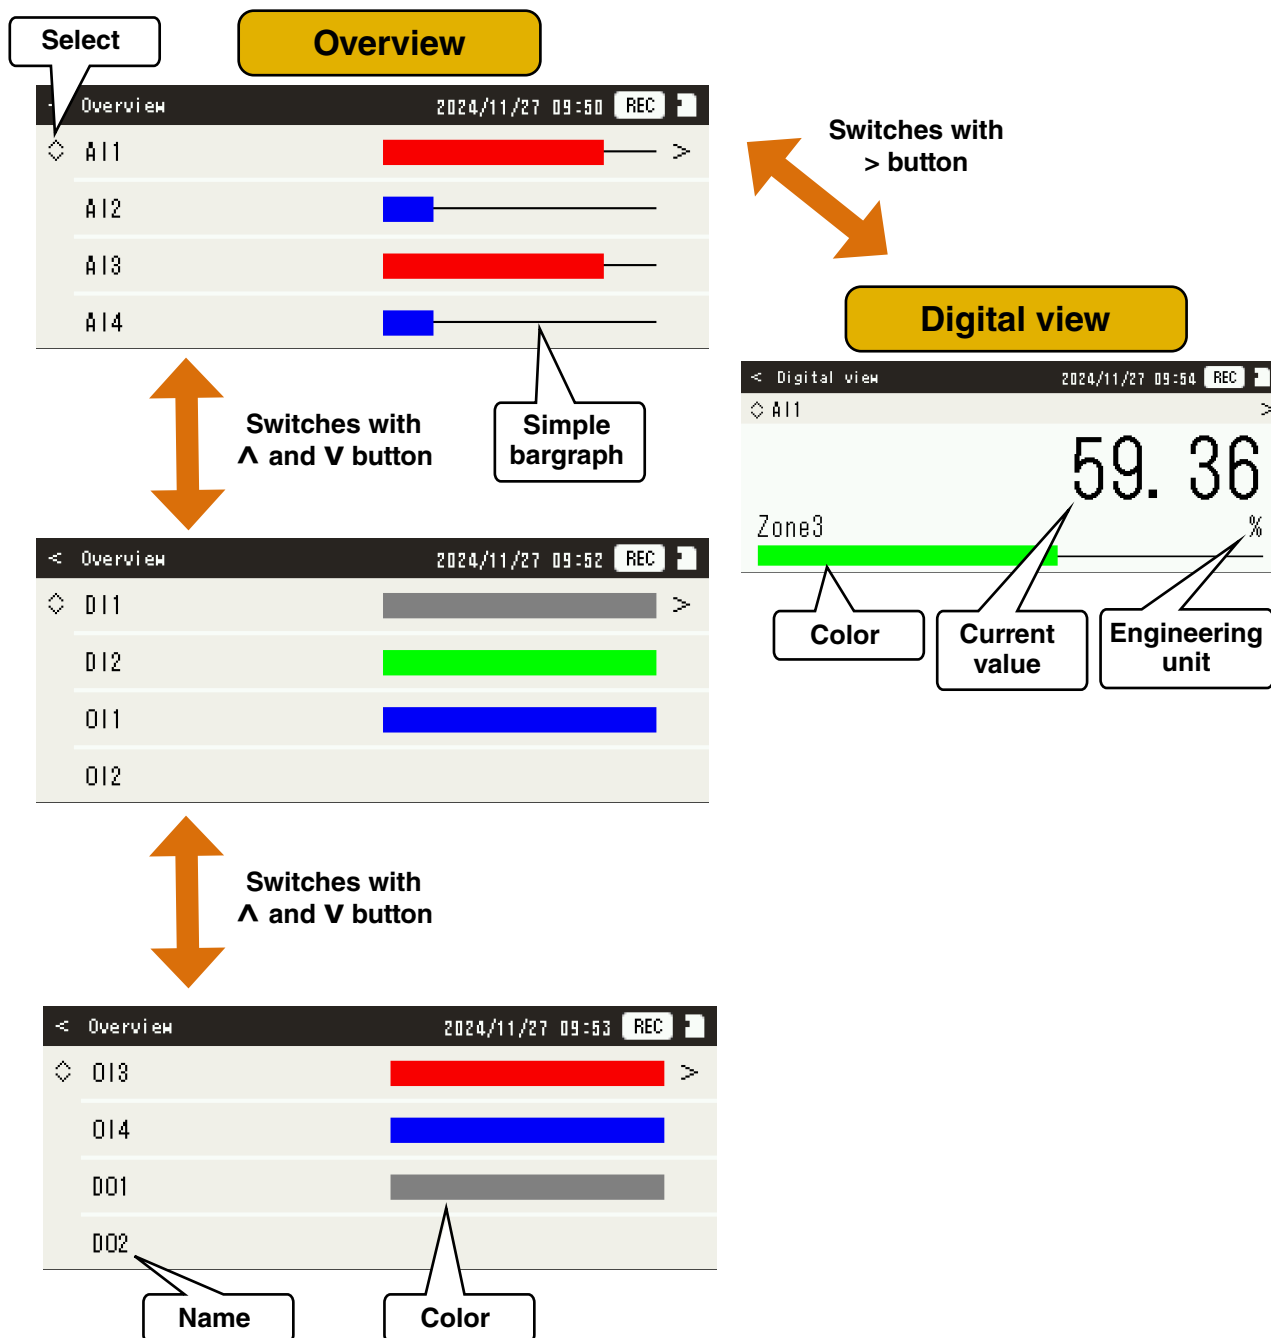 Select
Overview
< Overview 2024/11/27 09:50 REC
AI1 >
AI2
AI3
AI4
Switches with
> button
Simple
bargraph
Switches with
∧ and V button
Digital view
< Digital view 2024/11/27 09:54 REC
AI1 >
59.36
Zone3 %
Color
Current
value
Engineering
unit
< Overview 2024/11/27 09:52 REC
DI1 >
DI2
OI1
OI2
Switches with
∧ and V button
< Overview 2024/11/27 09:53 REC
OI3 >
OI4
DO1
DO2
Name
Color